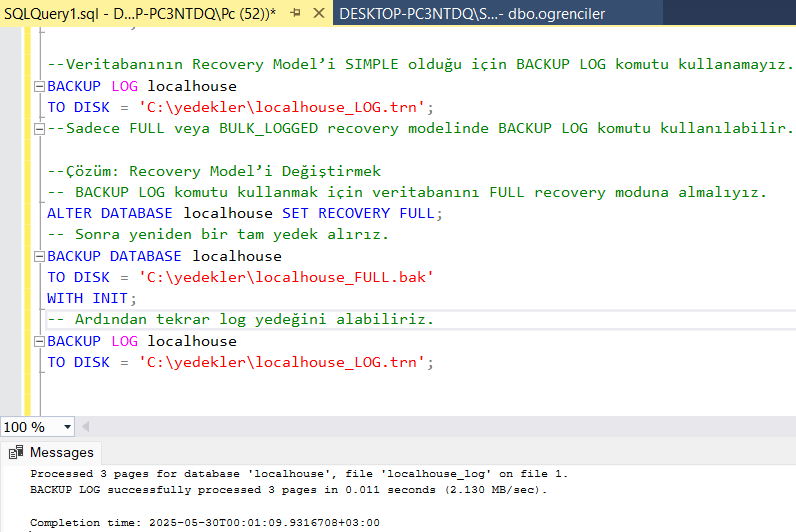 SQLQuery1.sql - D...P-PC3NTDQ\Pc (52))* DESKTOP-PC3NTDQ\S...- dbo.ogrenciler
--Veritabanının Recovery Model’i SIMPLE olduğu için BACKUP LOG komutu kullanamayız.
BACKUP LOG localhouse
TO DISK = 'C:\yedekler\localhouse_LOG.trn';
--Sadece FULL veya BULK_LOGGED recovery modelinde BACKUP LOG komutu kullanılabilir.
--Çözüm: Recovery Model’i Değiştirmek
-- BACKUP LOG komutu kullanmak için veritabanını FULL recovery moduna almalıyız.
ALTER DATABASE localhouse SET RECOVERY FULL;
-- Sonra yeniden bir tam yedek alırız.
BACKUP DATABASE localhouse
TO DISK = 'C:\yedekler\localhouse_FULL.bak'
WITH INIT;
-- Ardından tekrar log yedeğini alabiliriz.
BACKUP LOG localhouse
TO DISK = 'C:\yedekler\localhouse_LOG.trn';
100 %
Messages
Processed 3 pages for database 'localhouse', file 'localhouse_log' on file 1.
BACKUP LOG successfully processed 3 pages in 0.011 seconds (2.130 MB/sec).
Completion time: 2025-05-30T00:01:09.9316708+03:00